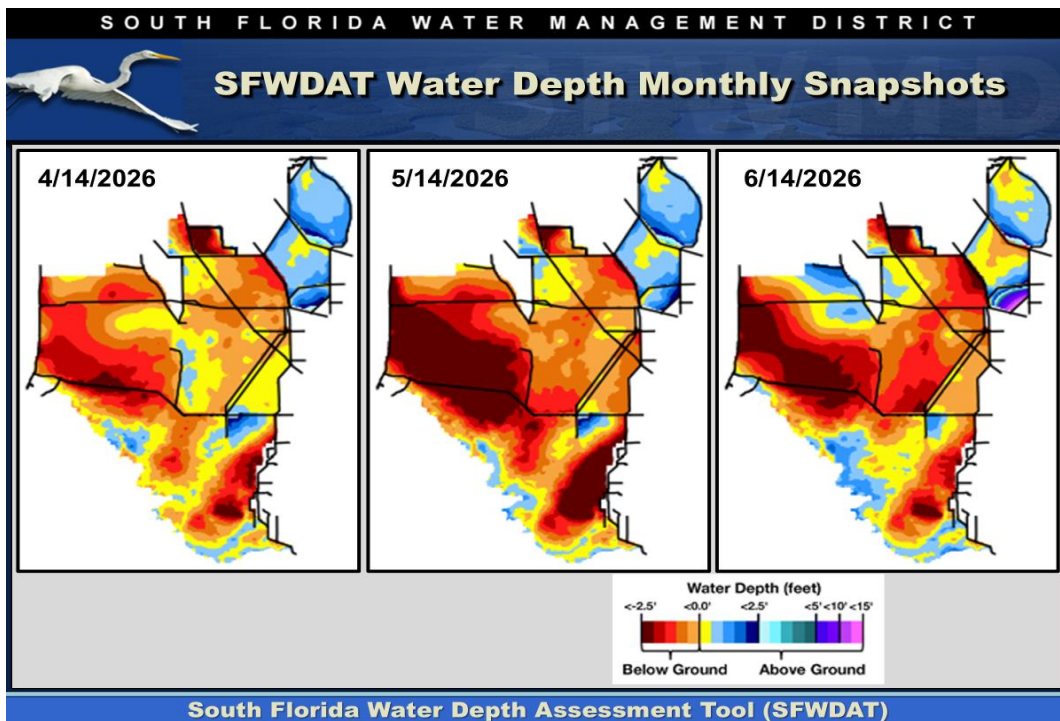 SOUTH FLORIDA WATER MANAGEMENT DISTRICT
SFWDAT Water Depth Monthly Snapshots
4/14/2026
5/14/2026
6/14/2026
Water Depth (feet)
<-2.5' <0.0' <2.5' <5' <10' <15'
Below Ground Above Ground
South Florida Water Depth Assessment Tool (SFWDAT)